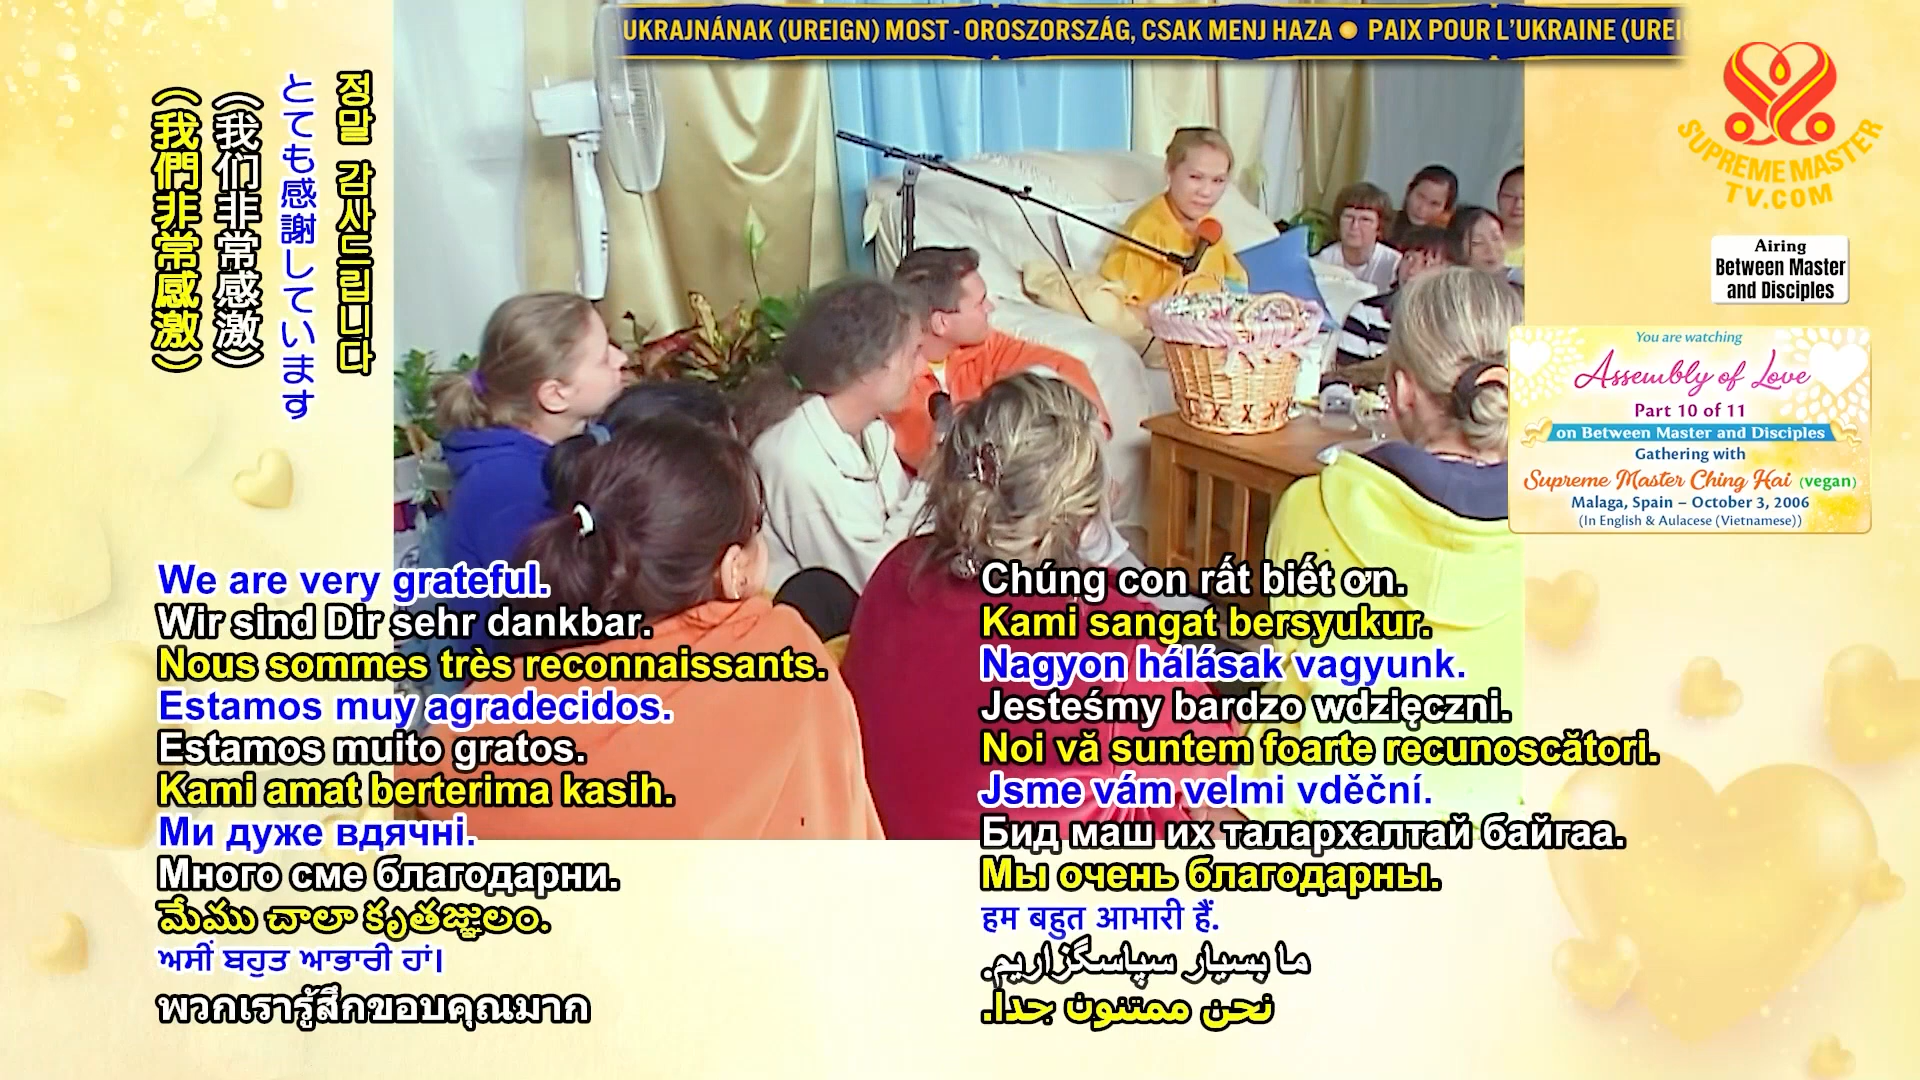 UKRAJNÁNAK (UREIGN) MOST - OROSZORSZÁG, CSAK MENJ HAZA ● PAIX POUR L'UKRAINE (UREIG
SUPREME MASTER
TV.COM
Airing
Between Master
and Disciples
You are watching
Assembly of Love
Part 10 of 11
on Between Master and Disciples
Gathering with
Supreme Master Ching Hai (vegan)
Malaga, Spain – October 3, 2006
(In English & Aulacese (Vietnamese))
정말 감사드립니다
とても感謝しています
(我们非常感激)
(我們非常感激)
We are very grateful.
Wir sind Dir sehr dankbar.
Nous sommes très reconnaissants.
Estamos muy agradecidos.
Estamos muito gratos.
Kami amat berterima kasih.
Ми дуже вдячні.
Много сме благодарни.
మేము చాలా కృతజ్ఞులం.
ਅਸੀਂ ਬਹੁਤ ਆਭਾਰੀ ਹਾਂ।
พวกเรารู้สึกขอบคุณมาก
Chúng con rất biết ơn.
Kami sangat bersyukur.
Nagyon hálásak vagyunk.
Jesteśmy bardzo wdzięczni.
Noi vă suntem foarte recunoscători.
Jsme vám velmi vděční.
Бид маш их талархалтай байгаа.
Мы очень благодарны.
हम बहुत आभारी हैं.
ما بسیار سپاسگزاریم.
نحن ممتنون جدا.